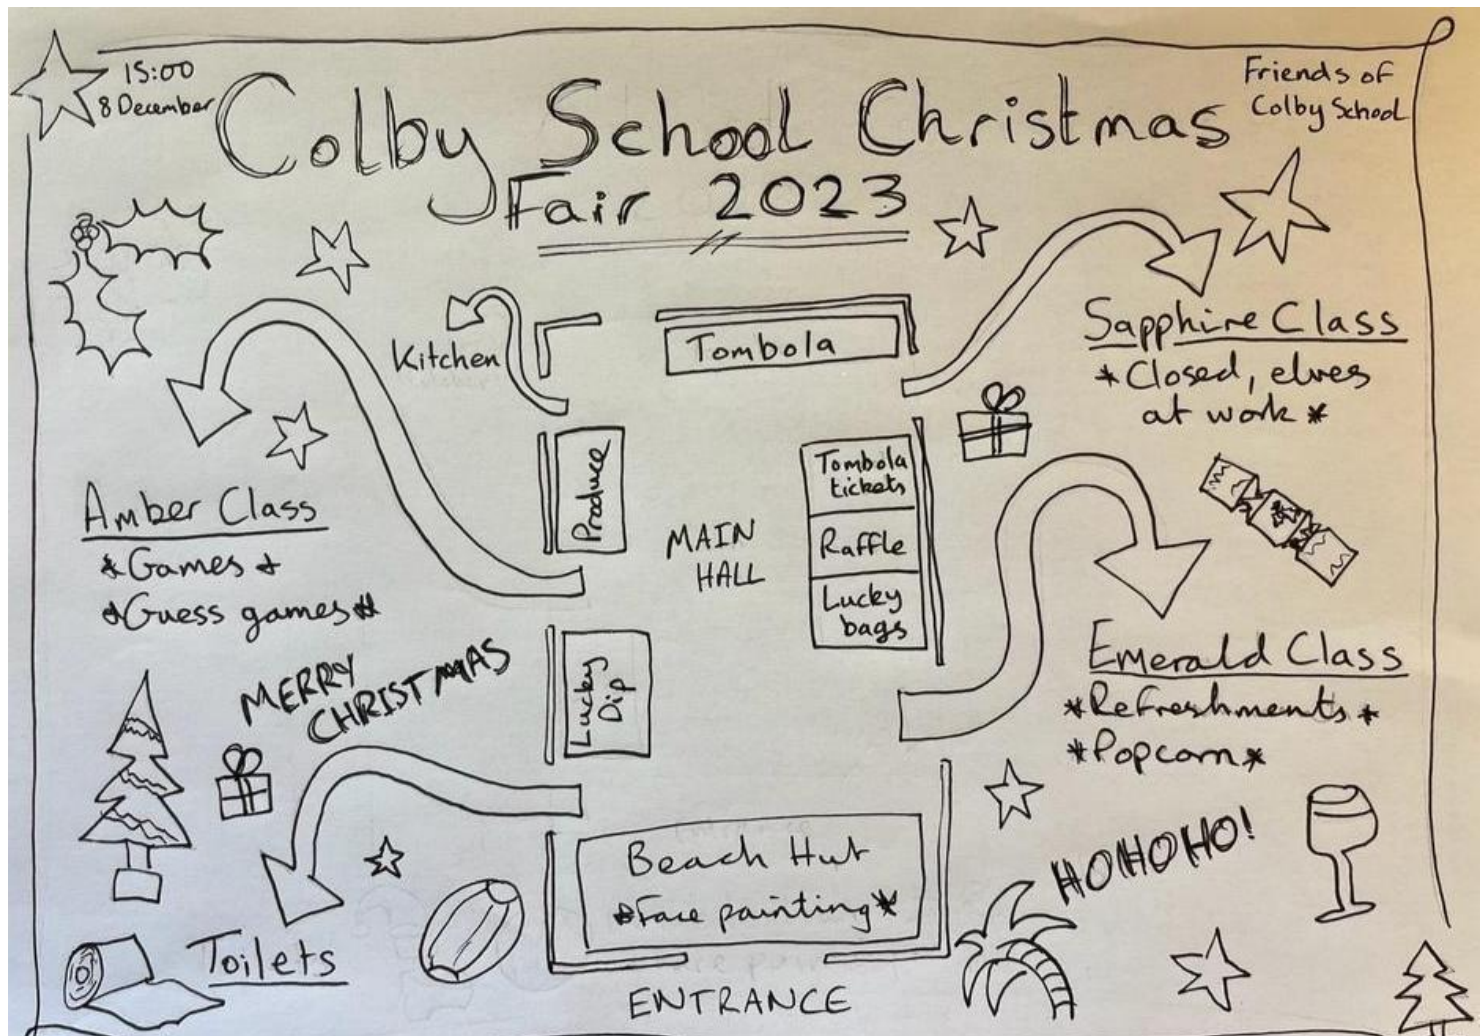 15:00
8 December
Colby School Christmas
Fair 2023
Friends of
Colby School
Kitchen
Tombola
Sapphire Class
*Closed, elves
at work*
Produce
Tombola
tickets
Raffle
Lucky
bags
MAIN
HALL
Amber Class
*Games*
*Guess games*
Lucky
Dip
MERRY
CHRISTMAS
Emerald Class
*Refreshments*
*Popcorn*
Beach Hut
*Face painting*
HOHOHO!
Toilets
ENTRANCE